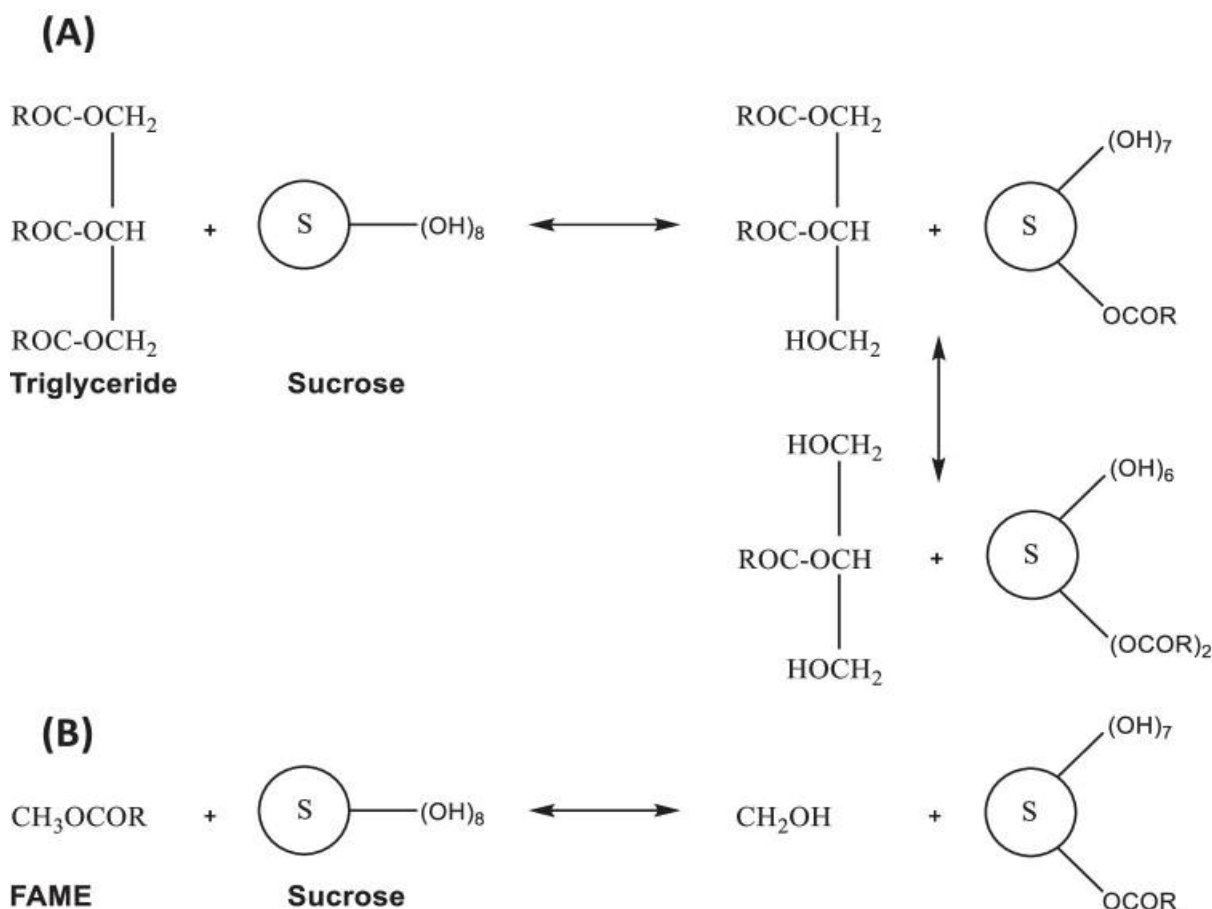 (A)
ROC-OCH₂ ROC-OCH₂ (OH)₇
ROC-OCH + S (OH)₈ ROC-OCH + S
ROC-OCH₂ HOCH₂ OCOR
Triglyceride Sucrose
HOCH₂ (OH)₆
ROC-OCH + S
HOCH₂ (OCOR)₂
(B)
(OH)₇
CH₃OCOR + S (OH)₈ CH₂OH + S
FAME Sucrose OCOR